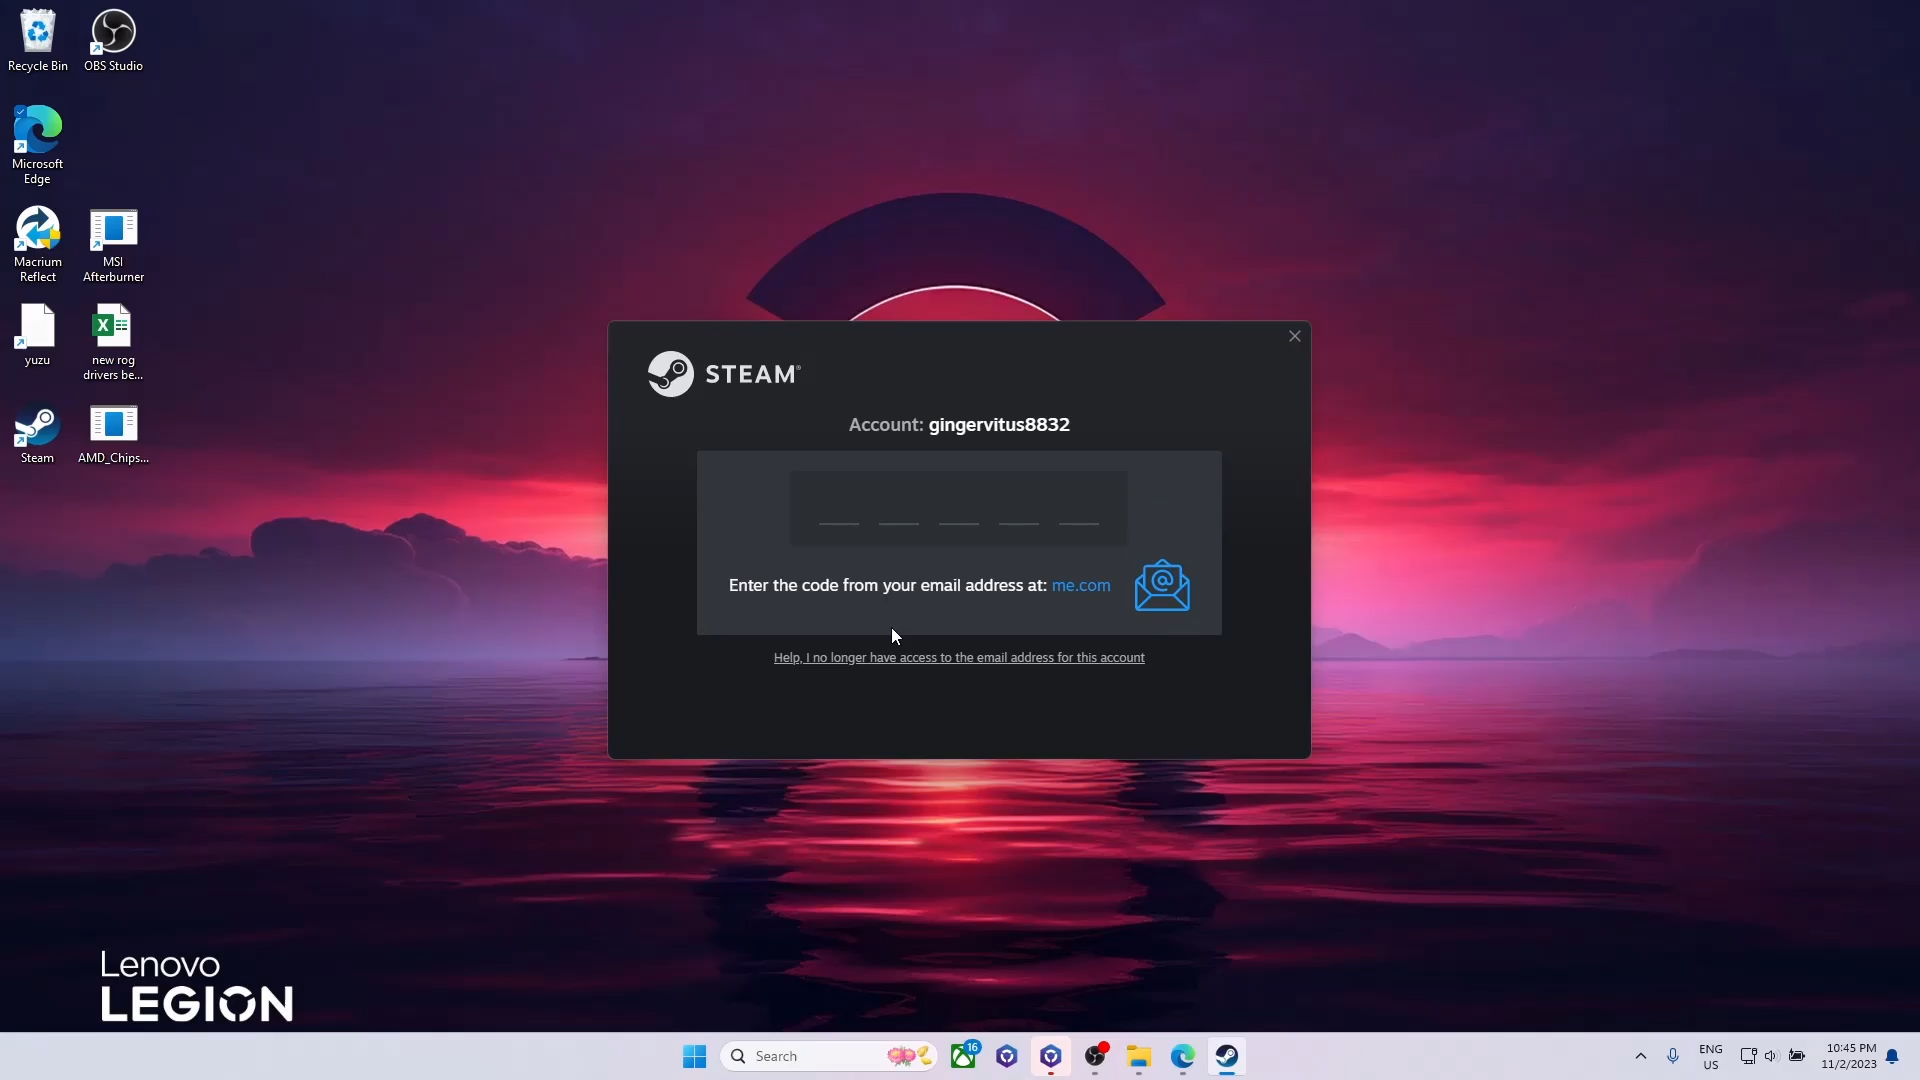 Recycle Bin
OBS Studio
Microsoft
Edge
Macrium
Reflect
MSI
Afterburner
yuzu
new rog
drivers be...
Steam
AMD_Chips...
STEAM®
Account: gingervitus8832
Enter the code from your email address at: me.com
Help, I no longer have access to the email address for this account
Lenovo
LEGION
Search
16
ENG
US
10:45 PM
11/2/2023